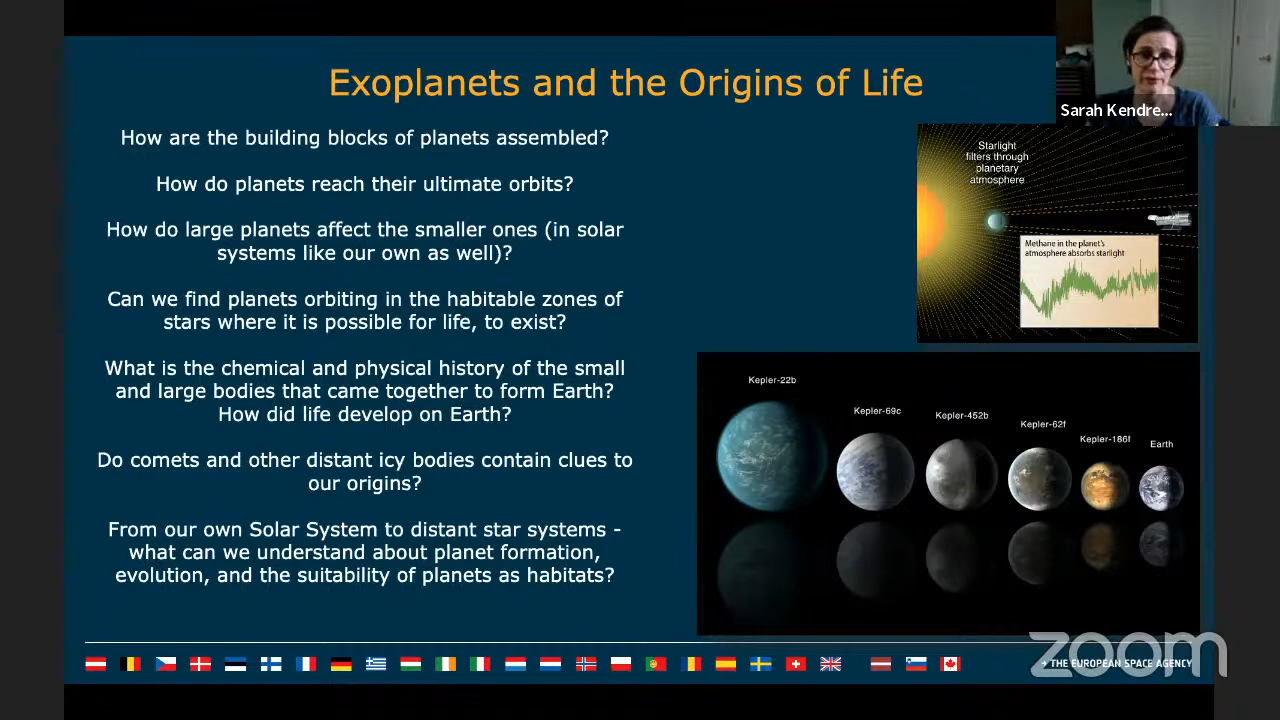 Exoplanets and the Origins of Life
Sarah Kendre...
How are the building blocks of planets assembled?
How do planets reach their ultimate orbits?
How do large planets affect the smaller ones (in solar
systems like our own as well)?
Can we find planets orbiting in the habitable zones of
stars where it is possible for life, to exist?
What is the chemical and physical history of the small
and large bodies that came together to form Earth?
How did life develop on Earth?
Do comets and other distant icy bodies contain clues to
our origins?
From our own Solar System to distant star systems -
what can we understand about planet formation,
evolution, and the suitability of planets as habitats?
Starlight
filters through
planetary
atmosphere
Methane in the planet's
atmosphere absorbs starlight
Kepler-22b
Kepler-69c
Kepler-452b
Kepler-62f
Kepler-186f
Earth
→ THE EUROPEAN SPACE AGENCY
zoom